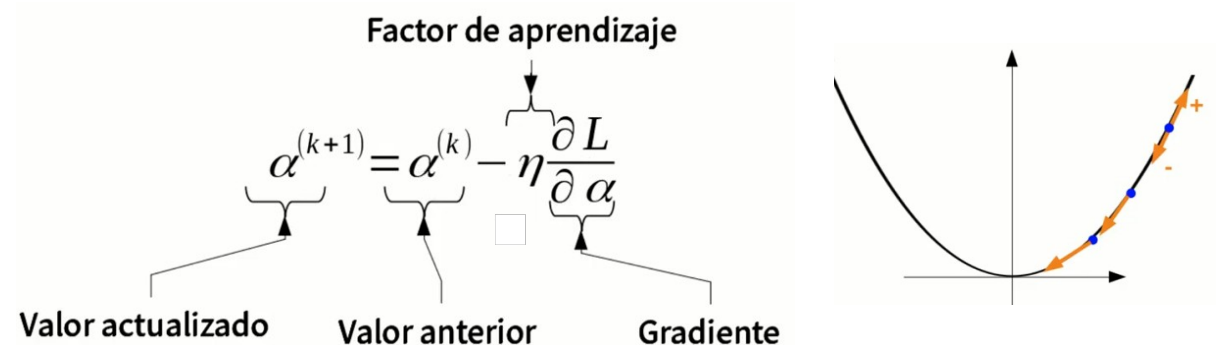 Factor de aprendizaje
α^(k+1) = α^(k) − η ∂L/∂α
Valor actualizado
Valor anterior
Gradiente
+
-